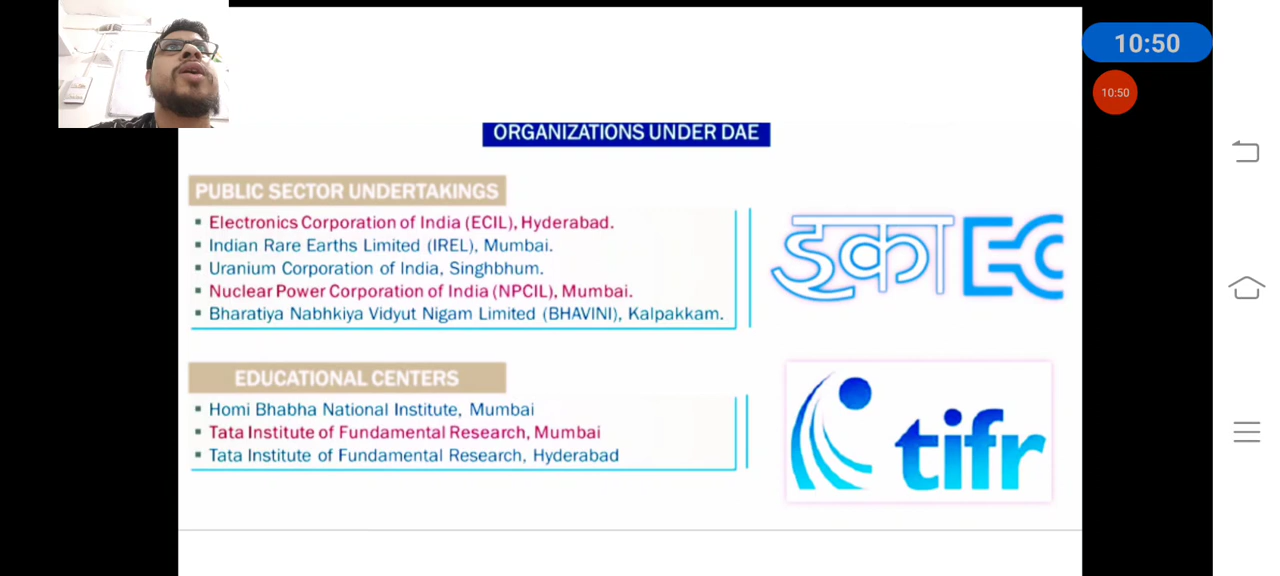 10:50
10:50
ORGANIZATIONS UNDER DAE
PUBLIC SECTOR UNDERTAKINGS
▪ Electronics Corporation of India (ECIL), Hyderabad.
▪ Indian Rare Earths Limited (IREL), Mumbai.
▪ Uranium Corporation of India, Singhbhum.
▪ Nuclear Power Corporation of India (NPCIL), Mumbai.
▪ Bharatiya Nabhkiya Vidyut Nigam Limited (BHAVINI), Kalpakkam.
इका EC
EDUCATIONAL CENTERS
▪ Homi Bhabha National Institute, Mumbai
▪ Tata Institute of Fundamental Research, Mumbai
▪ Tata Institute of Fundamental Research, Hyderabad
tifr